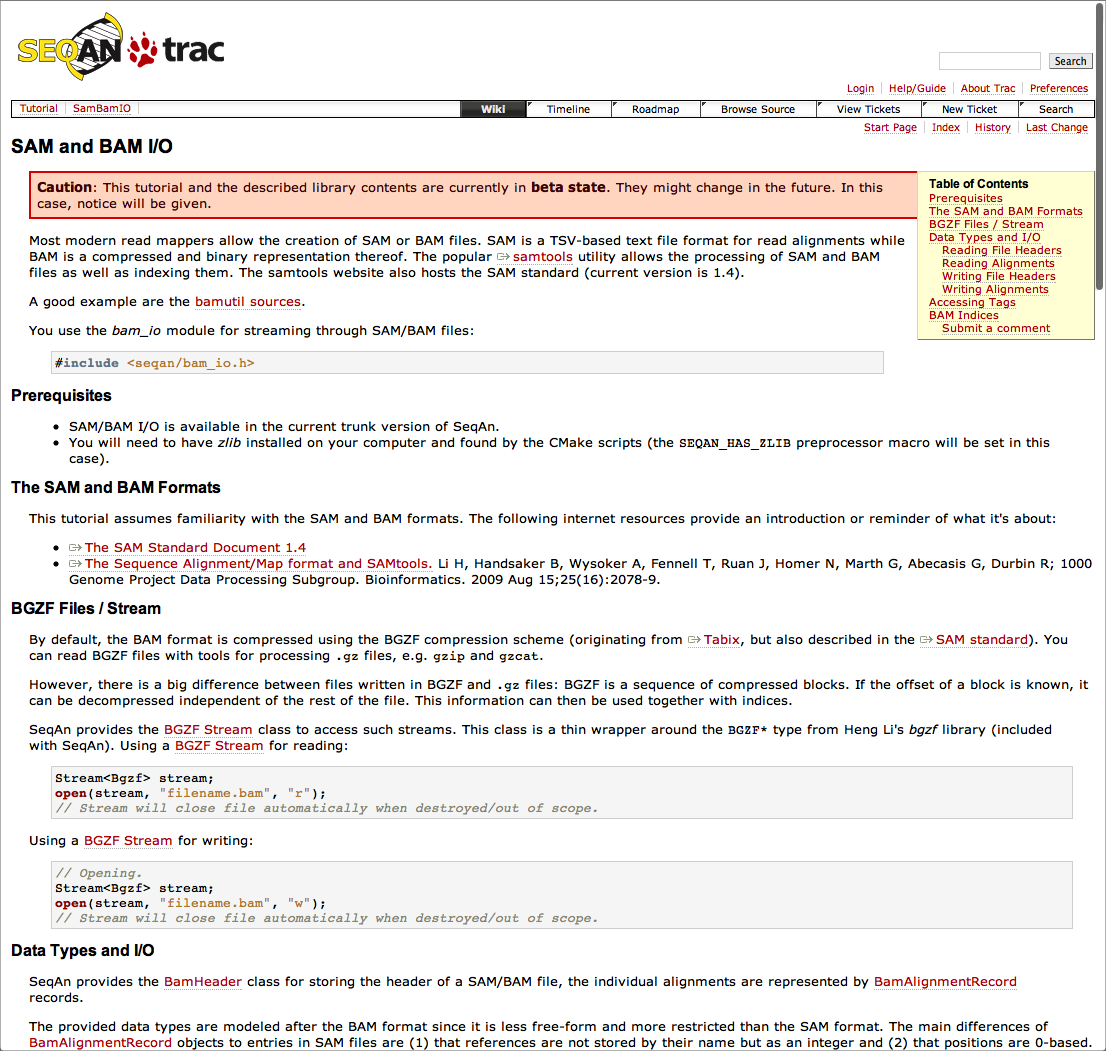 SEQAN trac
Search
Login Help/Guide About Trac Preferences
Tutorial SamBamIO Wiki Timeline Roadmap Browse Source View Tickets New Ticket Search
Start Page Index History Last Change
SAM and BAM I/O
Caution: This tutorial and the described library contents are currently in beta state. They might change in the future. In this
case, notice will be given.
Table of Contents
Prerequisites
The SAM and BAM Formats
BGZF Files / Stream
Data Types and I/O
Reading File Headers
Reading Alignments
Writing File Headers
Writing Alignments
Accessing Tags
BAM Indices
Submit a comment
Most modern read mappers allow the creation of SAM or BAM files. SAM is a TSV-based text file format for read alignments while
BAM is a compressed and binary representation thereof. The popular samtools utility allows the processing of SAM and BAM
files as well as indexing them. The samtools website also hosts the SAM standard (current version is 1.4).
A good example are the bamutil sources.
You use the bam_io module for streaming through SAM/BAM files:
#include <seqan/bam_io.h>
Prerequisites
• SAM/BAM I/O is available in the current trunk version of SeqAn.
• You will need to have zlib installed on your computer and found by the CMake scripts (the SEQAN_HAS_ZLIB preprocessor macro will be set in this
case).
The SAM and BAM Formats
This tutorial assumes familiarity with the SAM and BAM formats. The following internet resources provide an introduction or reminder of what it's about:
• The SAM Standard Document 1.4
• The Sequence Alignment/Map format and SAMtools. Li H, Handsaker B, Wysoker A, Fennell T, Ruan J, Homer N, Marth G, Abecasis G, Durbin R; 1000
Genome Project Data Processing Subgroup. Bioinformatics. 2009 Aug 15;25(16):2078-9.
BGZF Files / Stream
By default, the BAM format is compressed using the BGZF compression scheme (originating from Tabix, but also described in the SAM standard). You
can read BGZF files with tools for processing .gz files, e.g. gzip and gzcat.
However, there is a big difference between files written in BGZF and .gz files: BGZF is a sequence of compressed blocks. If the offset of a block is known, it
can be decompressed independent of the rest of the file. This information can then be used together with indices.
SeqAn provides the BGZF Stream class to access such streams. This class is a thin wrapper around the BGZF* type from Heng Li's bgzf library (included
with SeqAn). Using a BGZF Stream for reading:
Stream<Bgzf> stream;
open(stream, "filename.bam", "r");
// Stream will close file automatically when destroyed/out of scope.
Using a BGZF Stream for writing:
// Opening.
Stream<Bgzf> stream;
open(stream, "filename.bam", "w");
// Stream will close file automatically when destroyed/out of scope.
Data Types and I/O
SeqAn provides the BamHeader class for storing the header of a SAM/BAM file, the individual alignments are represented by BamAlignmentRecord
records.
The provided data types are modeled after the BAM format since it is less free-form and more restricted than the SAM format. The main differences of
BamAlignmentRecord objects to entries in SAM files are (1) that references are not stored by their name but as an integer and (2) that positions are 0-based.